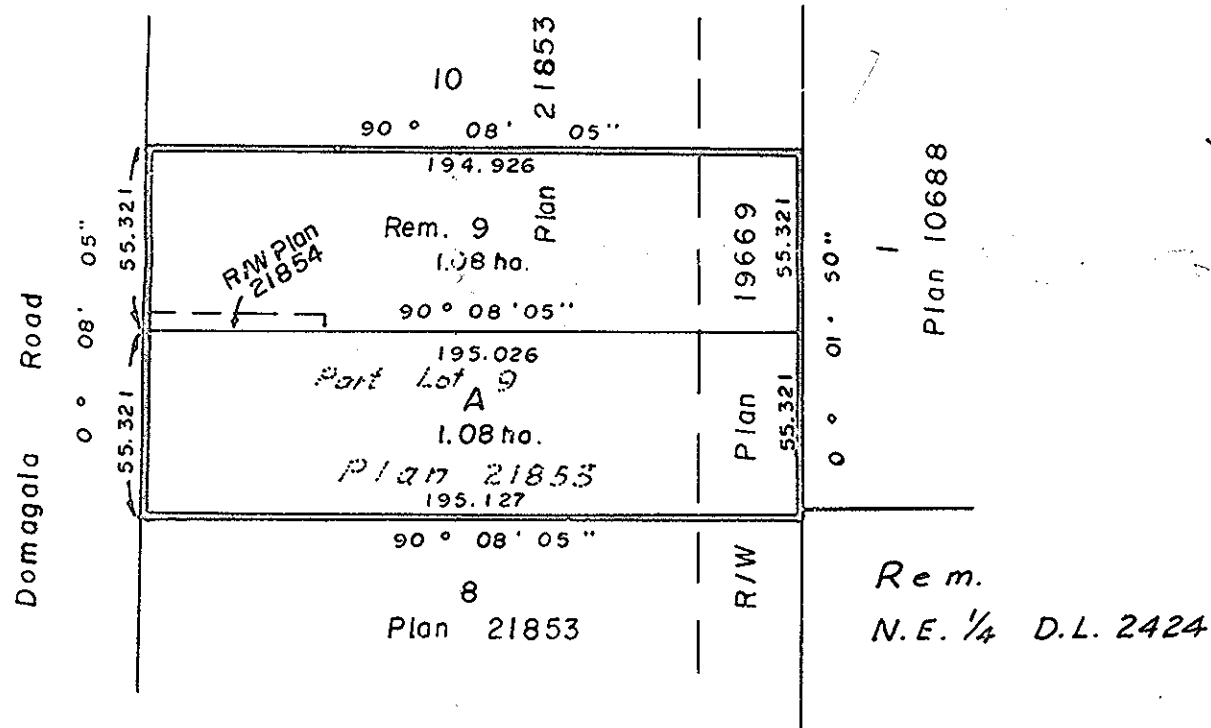 10
Plan 21853
90° 08' 05"
194.926
55.321
Rem. 9
1.08 ha.
R/W Plan
21854
90° 08' 05"
55.321
0° 08' 05"
Domagala Road
195.026
Part Lot 9
A
1.08 ha.
Plan 21853
195.127
55.321
90° 08' 05"
8
Plan 21853
R/W Plan 19669
55.321
0° 01' 50"
1
Plan 10688
Rem.
N.E. ¼ D.L. 2424